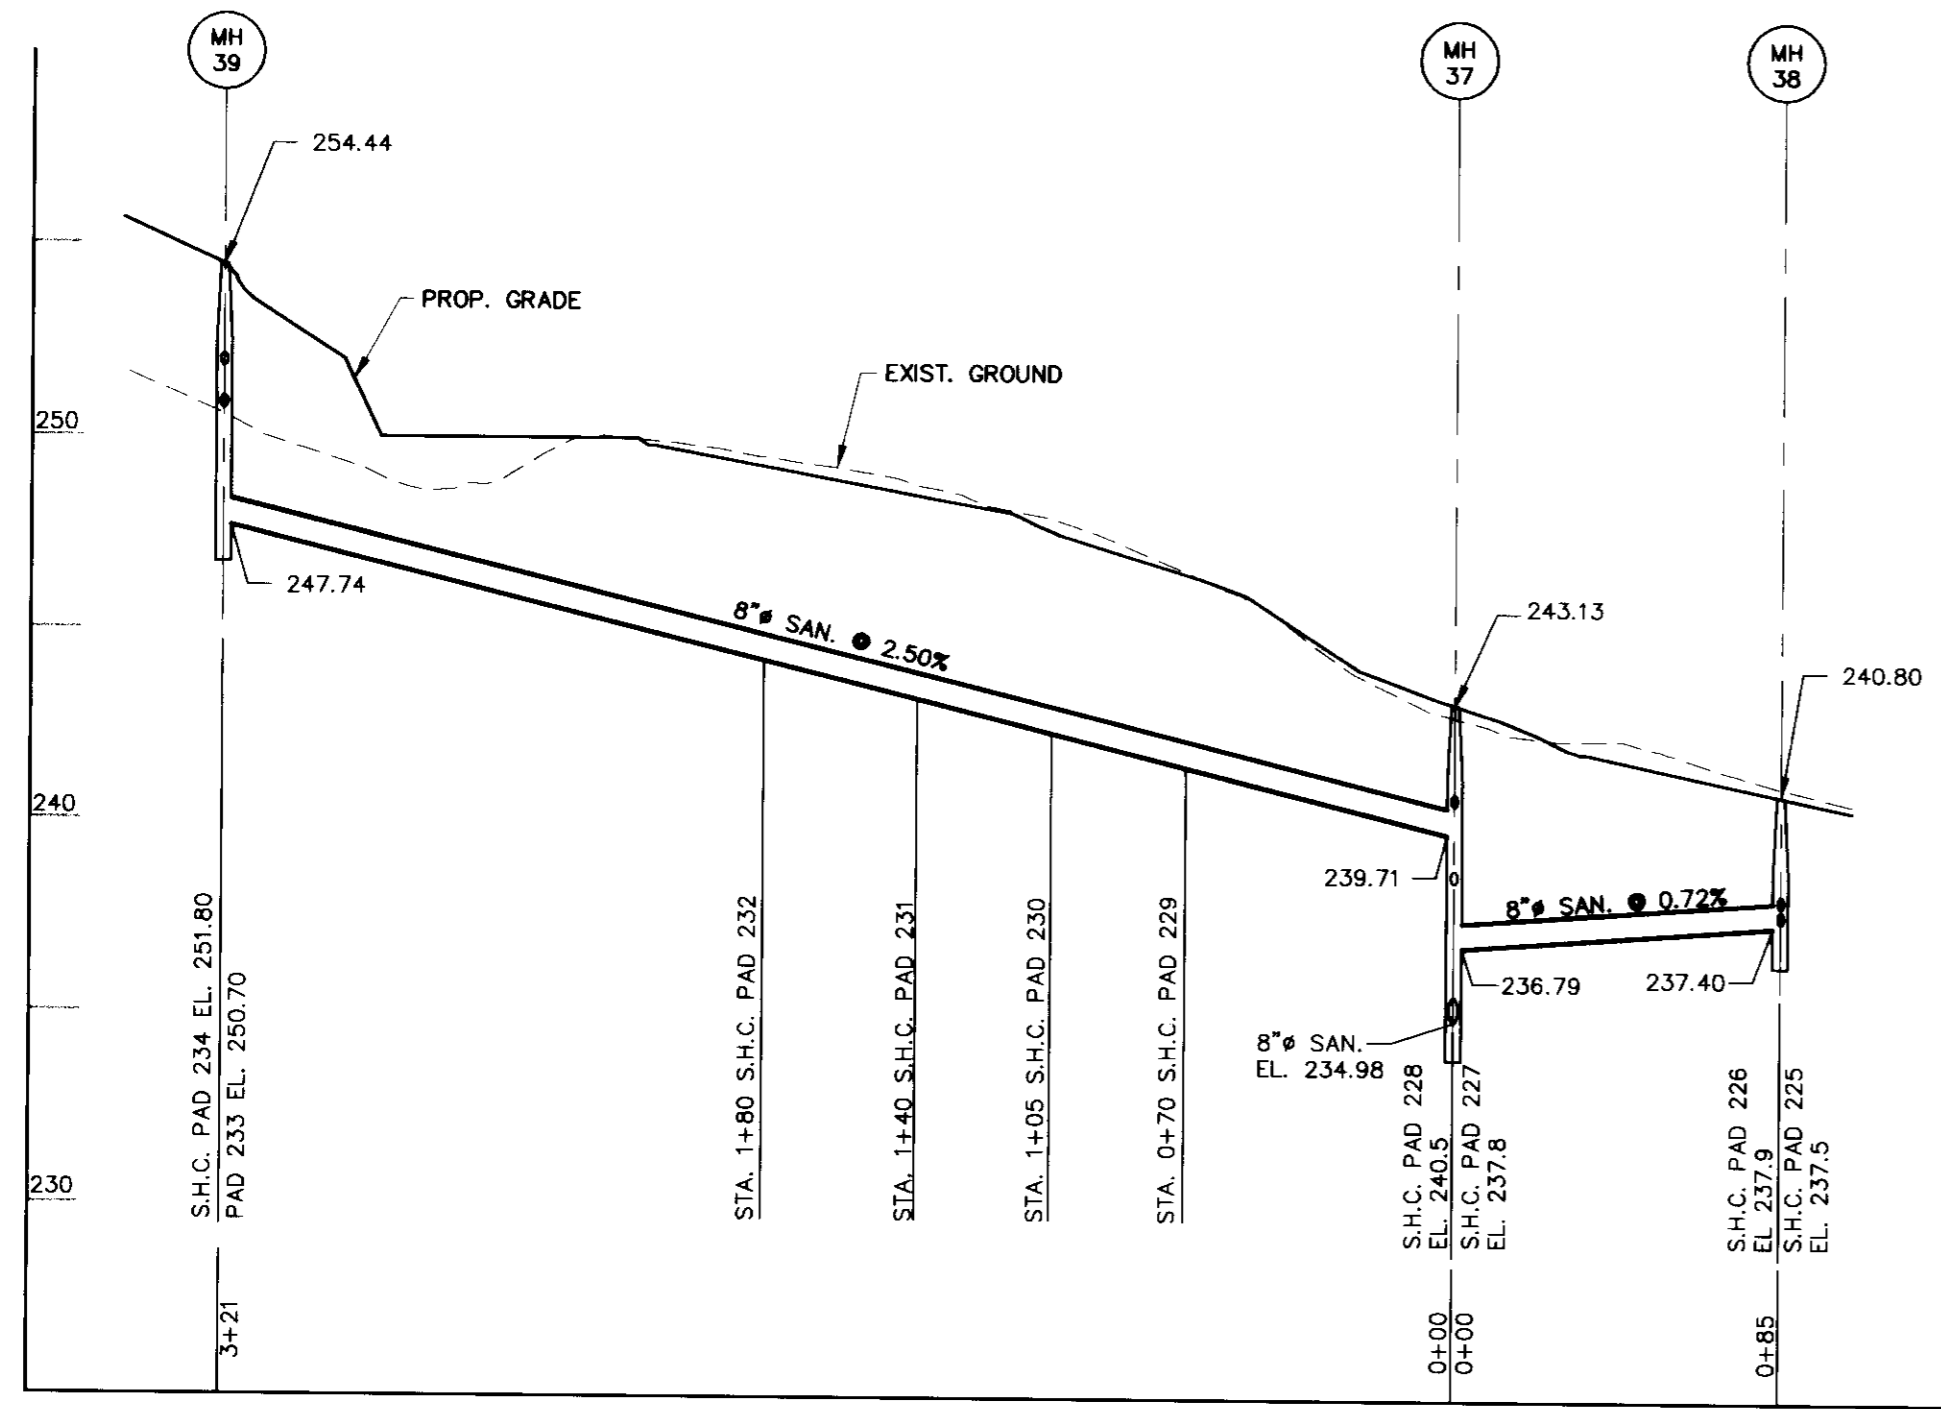 MH
39
MH
37
MH
38
254.44
PROP. GRADE
EXIST. GROUND
250
247.74
8"ø SAN. @ 2.50%
243.13
240.80
240
239.71
8"ø SAN. @ 0.72%
236.79
237.40
8"ø SAN.
EL. 234.98
230
S.H.C. PAD 234 EL. 251.80
PAD 233 EL. 250.70
STA. 1+80 S.H.C. PAD 232
STA. 1+40 S.H.C. PAD 231
STA. 1+05 S.H.C. PAD 230
STA. 0+70 S.H.C. PAD 229
S.H.C. PAD 228
EL. 240.5
S.H.C. PAD 227
EL. 237.8
S.H.C. PAD 226
EL 237.9
S.H.C. PAD 225
EL. 237.5
3+21
0+00
0+00
0+85